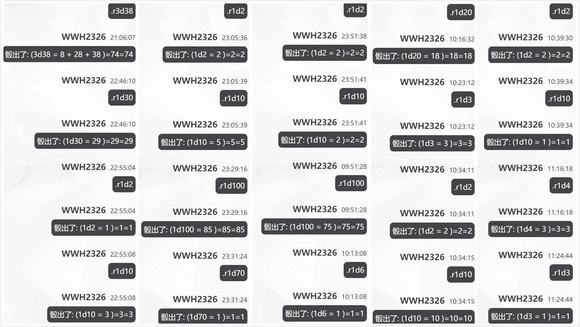 .r3d38
WWH2326 21:06:07
骰出了: (3d38 = 8 + 28 + 38 )=74=74
22:46:10
.r1d30
WWH2326 22:46:10
骰出了: (1d30 = 29 )=29=29
22:55:04
.r1d2
WWH2326 22:55:04
骰出了: (1d2 = 1 )=1=1
22:55:08
.r1d10
WWH2326 22:55:08
骰出了: (1d10 = 3 )=3=3
.r1d2
WWH2326 23:05:36
骰出了: (1d2 = 2 )=2=2
WWH2326 23:05:39
.r1d10
WWH2326 23:05:39
骰出了: (1d10 = 5 )=5=5
WWH2326 23:29:16
.r1d100
WWH2326 23:29:16
骰出了: (1d100 = 85 )=85=85
WWH2326 23:31:24
.r1d70
WWH2326 23:31:24
骰出了: (1d70 = 1 )=1=1
.r1d2
WWH2326 23:51:38
骰出了: (1d2 = 2 )=2=2
WWH2326 23:51:41
.r1d10
WWH2326 23:51:41
骰出了: (1d10 = 2 )=2=2
WWH2326 09:51:28
.r1d100
WWH2326 09:51:28
骰出了: (1d100 = 75 )=75=75
WWH2326 10:13:08
.r1d6
WWH2326 10:13:08
骰出了: (1d6 = 1 )=1=1
.r1d20
WWH2326 10:16:32
骰出了: (1d20 = 18 )=18=18
WWH2326 10:23:12
.r1d3
WWH2326 10:23:12
骰出了: (1d3 = 3 )=3=3
WWH2326 10:34:11
.r1d2
WWH2326 10:34:11
骰出了: (1d2 = 2 )=2=2
WWH2326 10:34:15
.r1d10
WWH2326 10:34:15
骰出了: (1d10 = 10 )=10=10
.r1d2
WWH2326 10:39:30
骰出了: (1d2 = 2 )=2=2
WWH2326 10:39:34
.r1d10
WWH2326 10:39:34
骰出了: (1d10 = 1 )=1=1
WWH2326 11:16:18
.r1d4
WWH2326 11:16:18
骰出了: (1d4 = 3 )=3=3
WWH2326 11:24:44
.r1d3
WWH2326 11:24:44
骰出了: (1d3 = 1 )=1=1